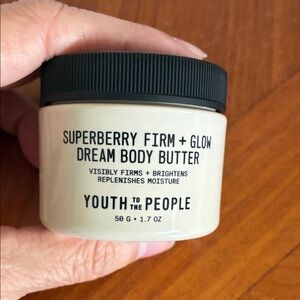 SUPERBERRY FIRM + GLOW
DREAM BODY BUTTER
VISIBLY FIRMS + BRIGHTENS
REPLENISHES MOISTURE
YOUTH TO THE PEOPLE
50 G • 1.7 OZ